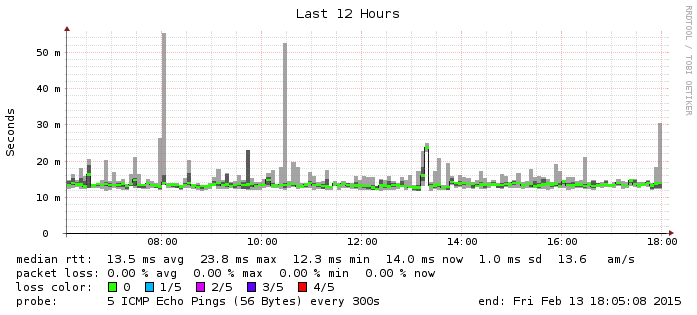 Last 12 Hours
RRDTOOL / TOBI OETIKER
Seconds
50 m
40 m
30 m
20 m
10 m
0
08:00 10:00 12:00 14:00 16:00 18:00
median rtt: 13.5 ms avg 23.8 ms max 12.3 ms min 14.0 ms now 1.0 ms sd 13.6 am/s
packet loss: 0.00 % avg 0.00 % max 0.00 % min 0.00 % now
loss color: 0 1/5 2/5 3/5 4/5
probe: 5 ICMP Echo Pings (56 Bytes) every 300s end: Fri Feb 13 18:05:08 2015